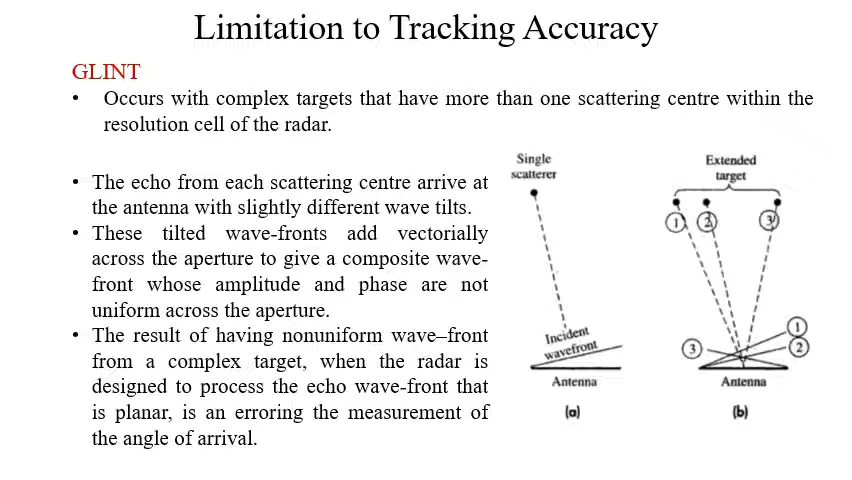 Limitation to Tracking Accuracy
GLINT
• Occurs with complex targets that have more than one scattering centre within the
resolution cell of the radar.
• The echo from each scattering centre arrive at
the antenna with slightly different wave tilts.
• These tilted wave-fronts add vectorially
across the aperture to give a composite wave-
front whose amplitude and phase are not
uniform across the aperture.
• The result of having nonuniform wave–front
from a complex target, when the radar is
designed to process the echo wave-front that
is planar, is an erroring the measurement of
the angle of arrival.
Single
scatterer
Incident
wavefront
Antenna
(a)
Extended
target
1 2 3
3
1
2
Antenna
(b)